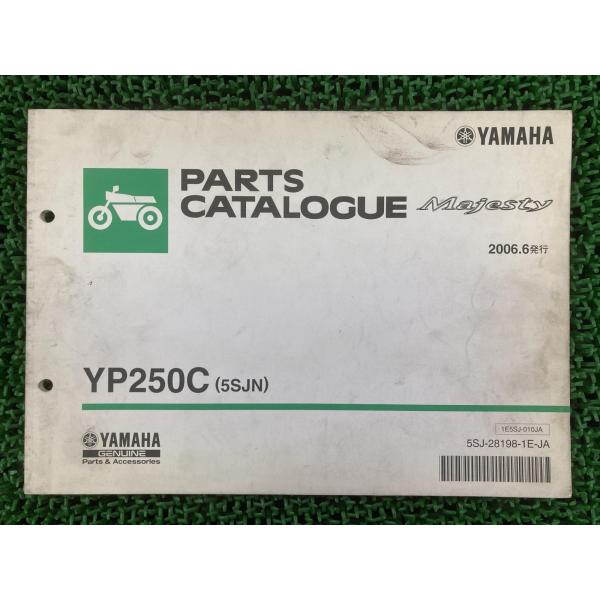 YAMAHA
PARTS
CATALOGUE Majesty
2006.6発行
YP250C (5SJN)
YAMAHA
GENUINE
Parts & Accessories
1E5SJ-010JA
5SJ-28198-1E-JA